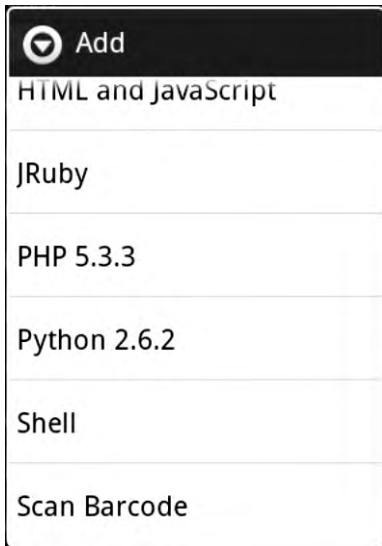 Add
HTML and JavaScript
JRuby
PHP 5.3.3
Python 2.6.2
Shell
Scan Barcode